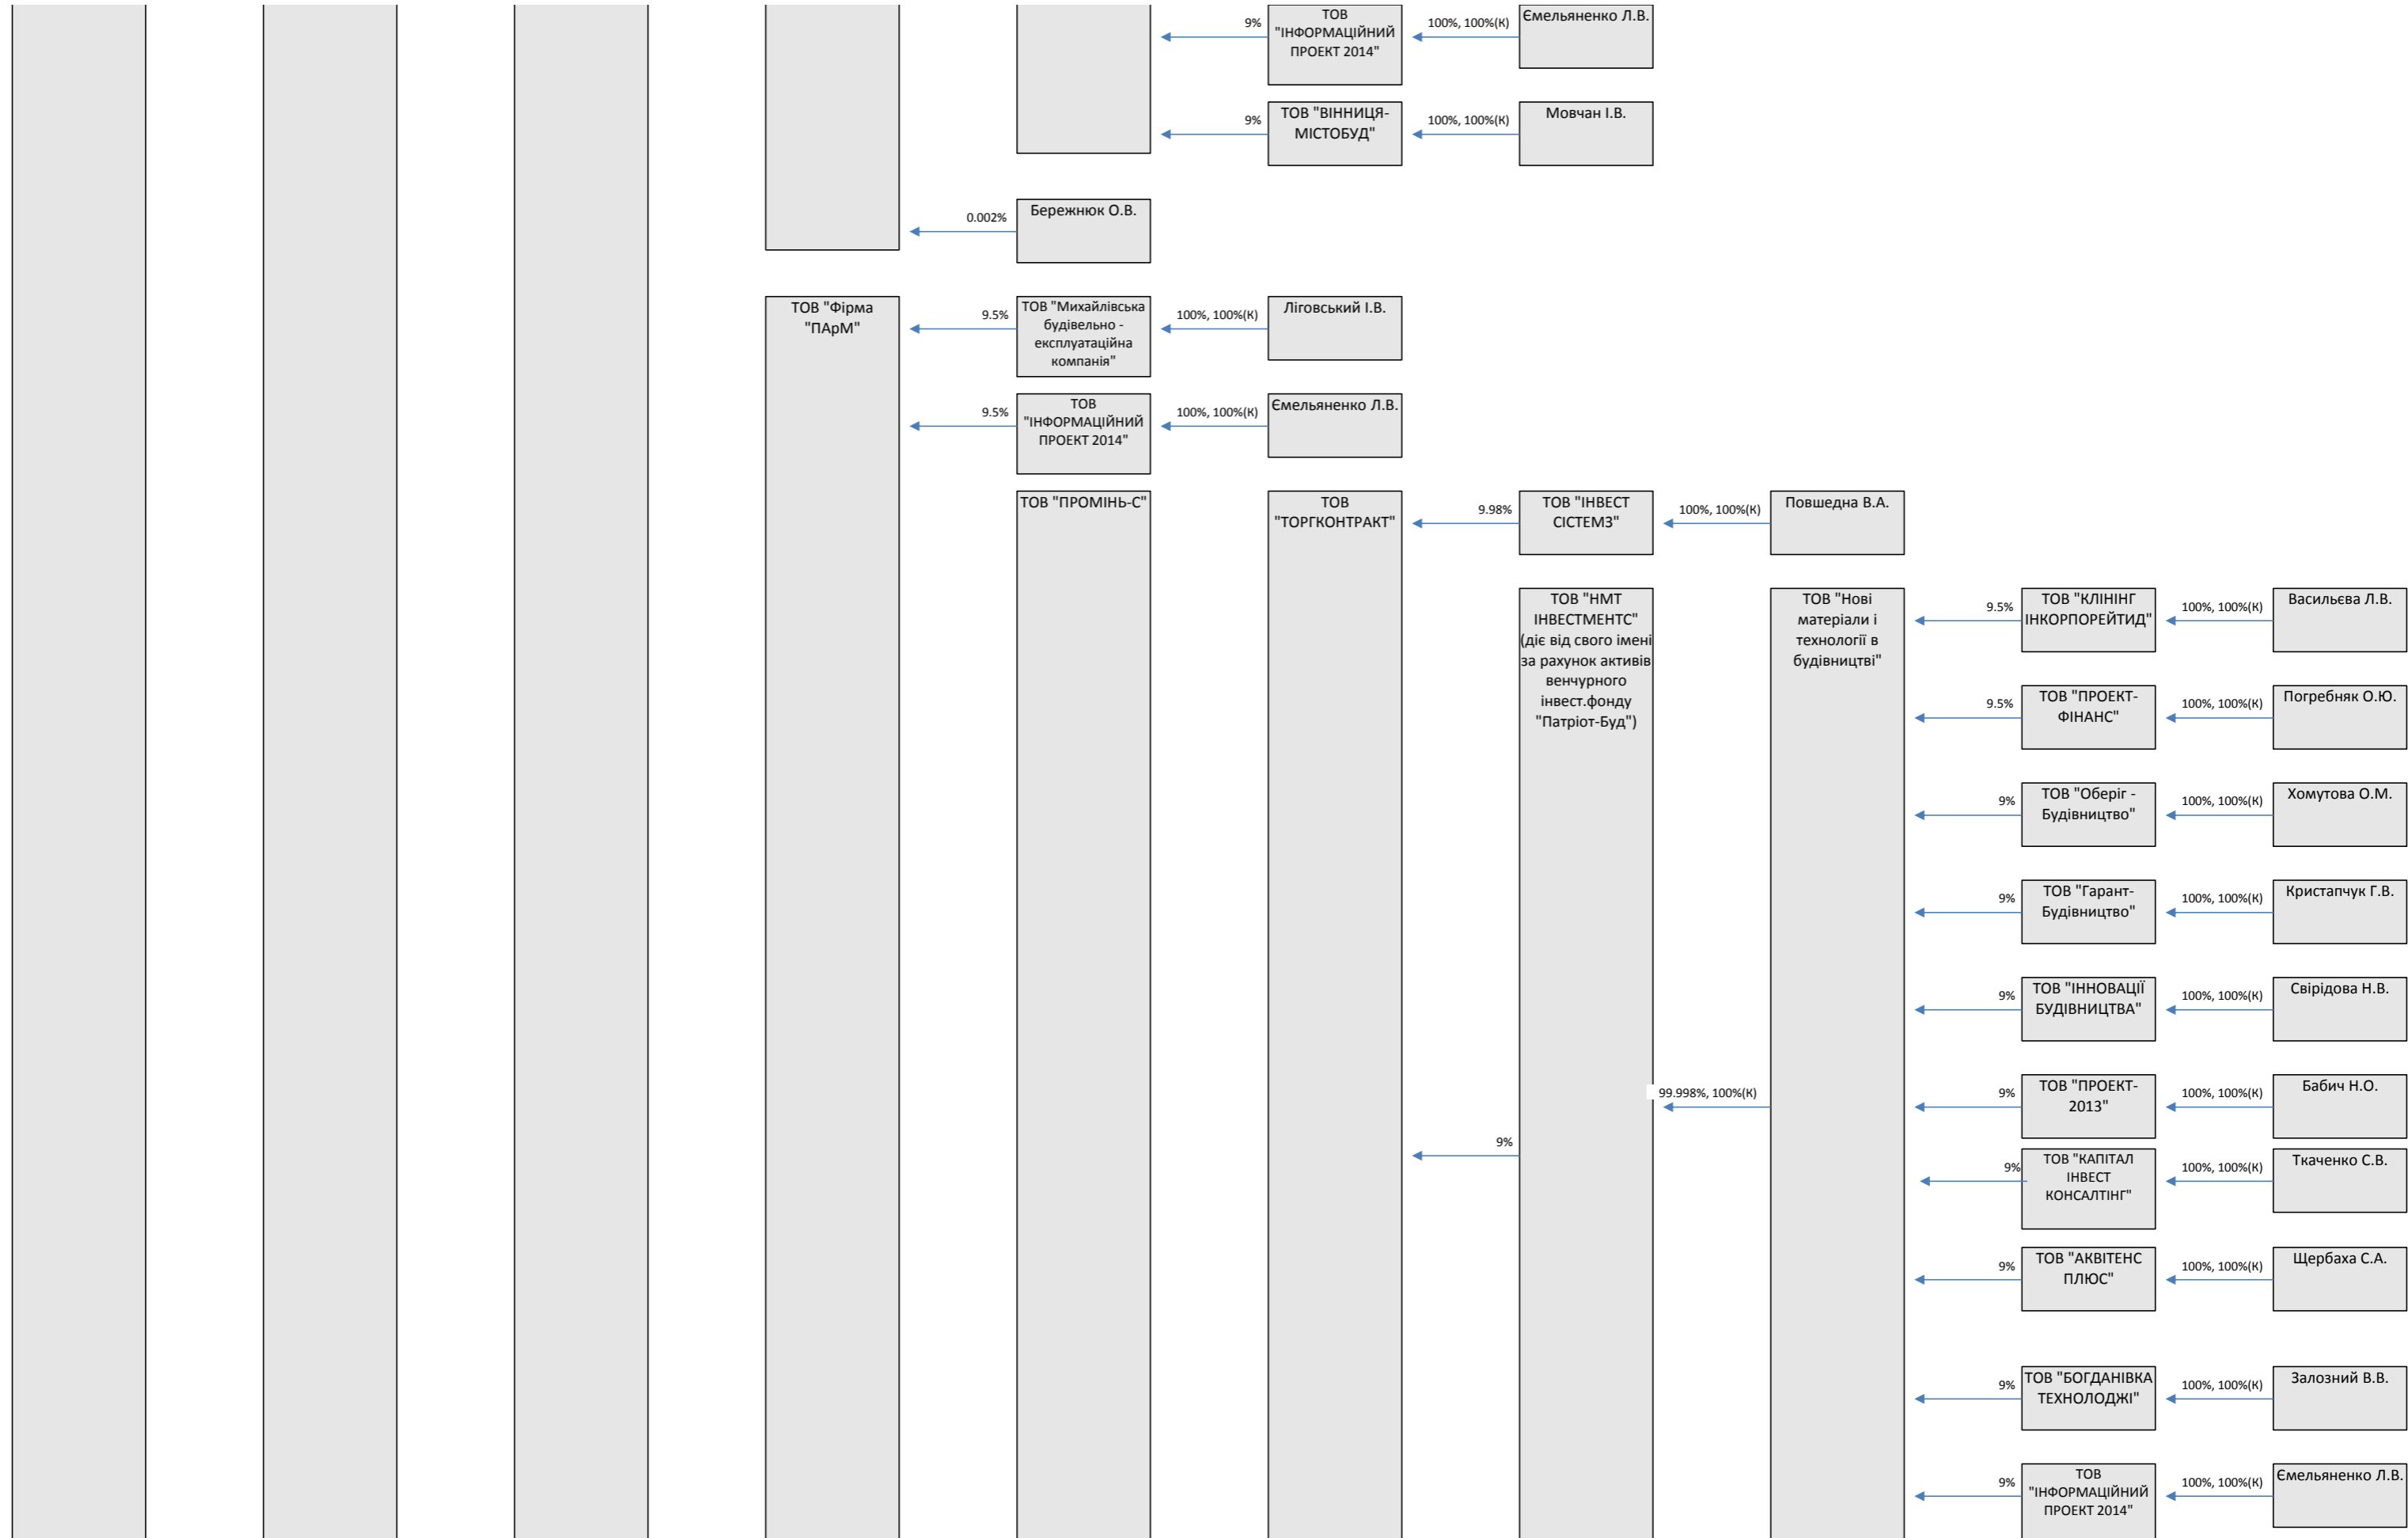 9%
ТОВ
"ІНФОРМАЦІЙНИЙ
ПРОЕКТ 2014"
100%, 100%(К)
Ємельяненко Л.В.
9%
ТОВ "ВІННИЦЯ-
МІСТОБУД"
100%, 100%(К)
Мовчан І.В.
0.002%
Бережнюк О.В.
ТОВ "Фірма
"ПАрМ"
9.5%
ТОВ "Михайлівська
будівельно -
експлуатаційна
компанія"
100%, 100%(К)
Ліговський І.В.
9.5%
ТОВ
"ІНФОРМАЦІЙНИЙ
ПРОЕКТ 2014"
100%, 100%(К)
Ємельяненко Л.В.
ТОВ "ПРОМІНЬ-С"
ТОВ
"ТОРГКОНТРАКТ"
9.98%
ТОВ "ІНВЕСТ
СІСТЕМЗ"
100%, 100%(К)
Повшедна В.А.
ТОВ "НМТ
ІНВЕСТМЕНТС"
(діє від свого імені
за рахунок активів
венчурного
інвест.фонду
"Патріот-Буд")
ТОВ "Нові
матеріали і
технології в
будівництві"
9.5%
ТОВ "КЛІНІНГ
ІНКОРПОРЕЙТИД"
100%, 100%(К)
Васильєва Л.В.
9.5%
ТОВ "ПРОЕКТ-
ФІНАНС"
100%, 100%(К)
Погребняк О.Ю.
9%
ТОВ "Оберіг -
Будівництво"
100%, 100%(К)
Хомутова О.М.
9%
ТОВ "Гарант-
Будівництво"
100%, 100%(К)
Кристапчук Г.В.
9%
ТОВ "ІННОВАЦІЇ
БУДІВНИЦТВА"
100%, 100%(К)
Свірідова Н.В.
99.998%, 100%(К)
9%
ТОВ "ПРОЕКТ-
2013"
100%, 100%(К)
Бабич Н.О.
9%
9%
ТОВ "КАПІТАЛ
ІНВЕСТ
КОНСАЛТІНГ"
100%, 100%(К)
Ткаченко С.В.
9%
ТОВ "АКВІТЕНС
ПЛЮС"
100%, 100%(К)
Щербаха С.А.
9%
ТОВ "БОГДАНІВКА
ТЕХНОЛОДЖІ"
100%, 100%(К)
Залозний В.В.
9%
ТОВ
"ІНФОРМАЦІЙНИЙ
ПРОЕКТ 2014"
100%, 100%(К)
Ємельяненко Л.В.